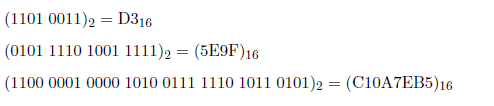 (1101 0011)₂ = D3₁₆
(0101 1110 1001 1111)₂ = (5E9F)₁₆
(1100 0001 0000 1010 0111 1110 1011 0101)₂ = (C10A7EB5)₁₆